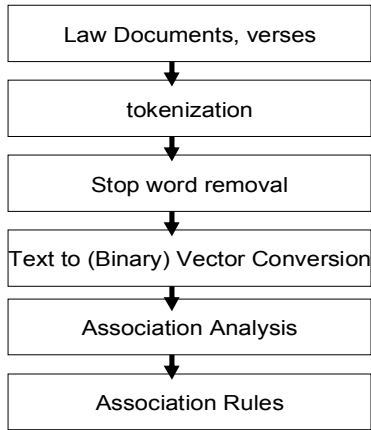 Law Documents, verses
tokenization
Stop word removal
Text to (Binary) Vector Conversion
Association Analysis
Association Rules